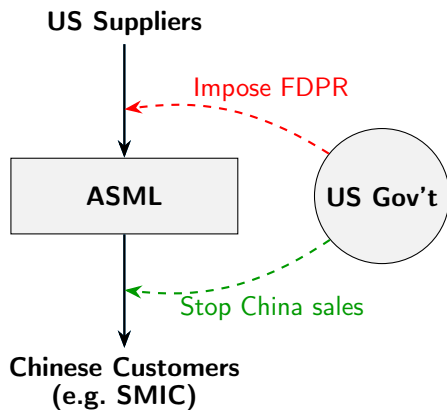 US Suppliers
Impose FDPR
ASML
US Gov't
Stop China sales
Chinese Customers
(e.g. SMIC)